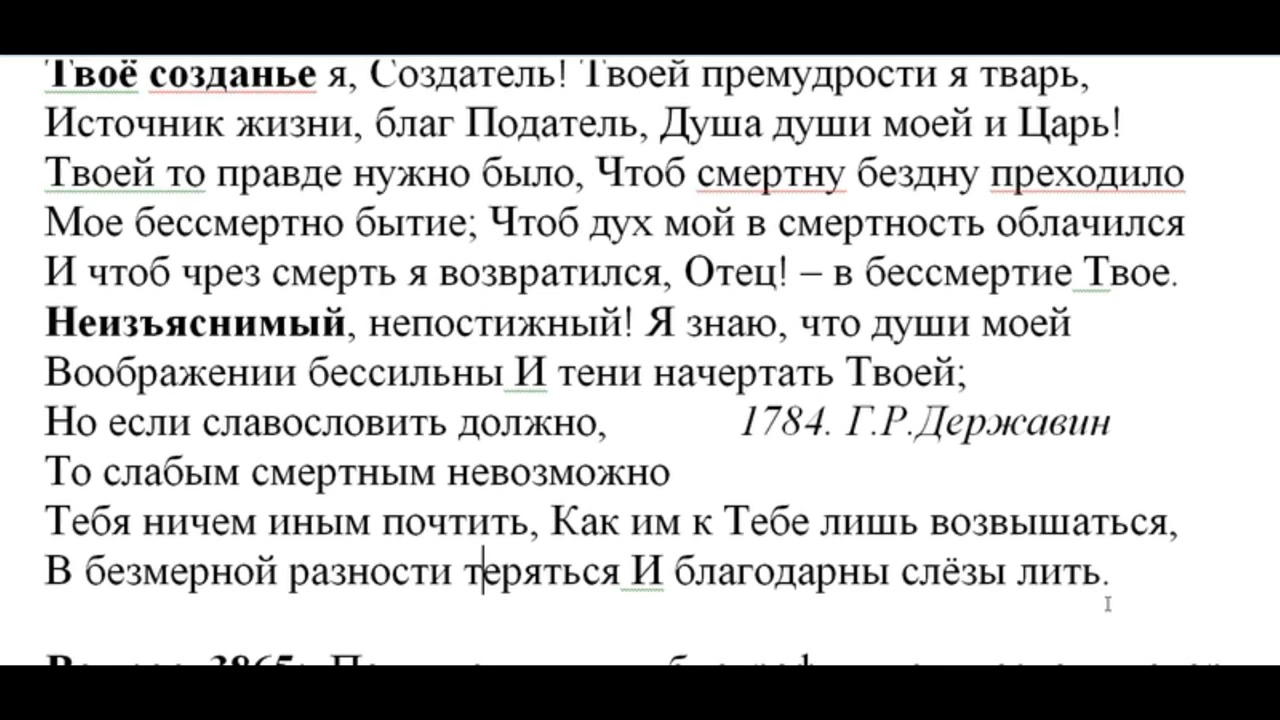 Твоё созданье я, Создатель! Твоей премудрости я тварь,
Источник жизни, благ Податель, Душа души моей и Царь!
Твоей то правде нужно было, Чтоб смертну бездну преходило
Мое бессмертно бытие; Чтоб дух мой в смертность облачился
И чтоб чрез смерть я возвратился, Отец! – в бессмертие Твое.
Неизъяснимый, непостижный! Я знаю, что души моей
Воображении бессильны И тени начертать Твоей;
Но если славословить должно, 1784. Г.Р.Державин
То слабым смертным невозможно
Тебя ничем иным почтить, Как им к Тебе лишь возвышаться,
В безмерной разности теряться И благодарны слёзы лить.
3865: